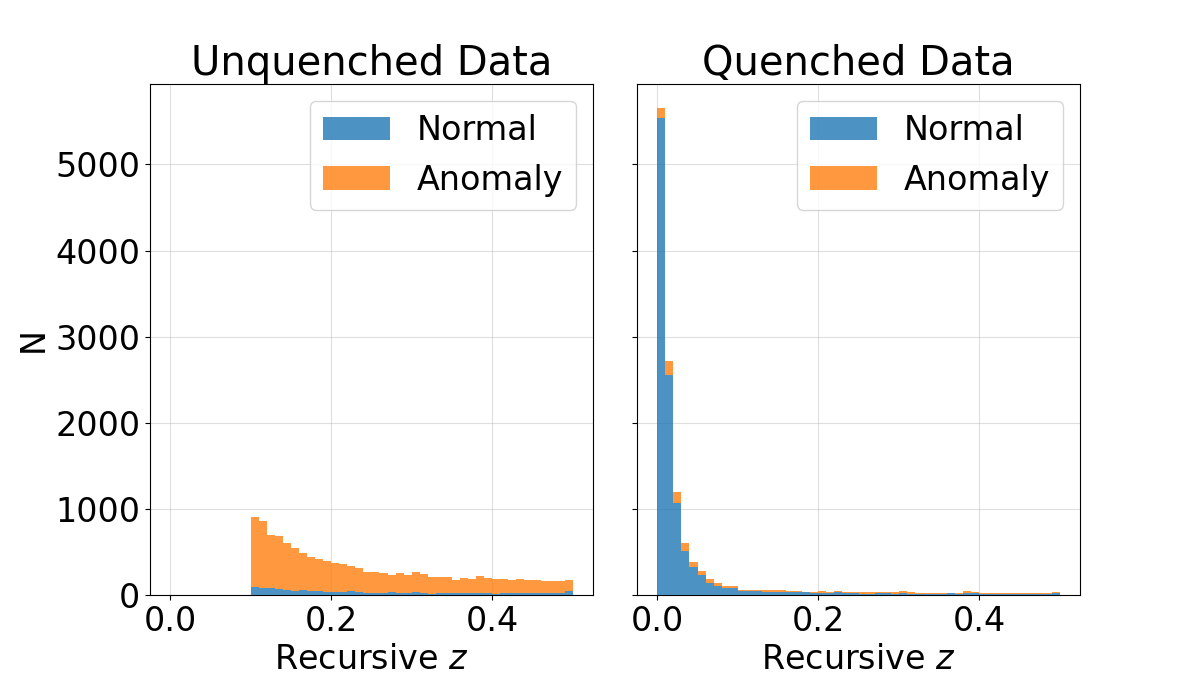 Unquenched Data
Quenched Data
Normal
Anomaly
Normal
Anomaly
5000
4000
3000
2000
1000
0
N
0.0 0.2 0.4
0.0 0.2 0.4
Recursive z
Recursive z